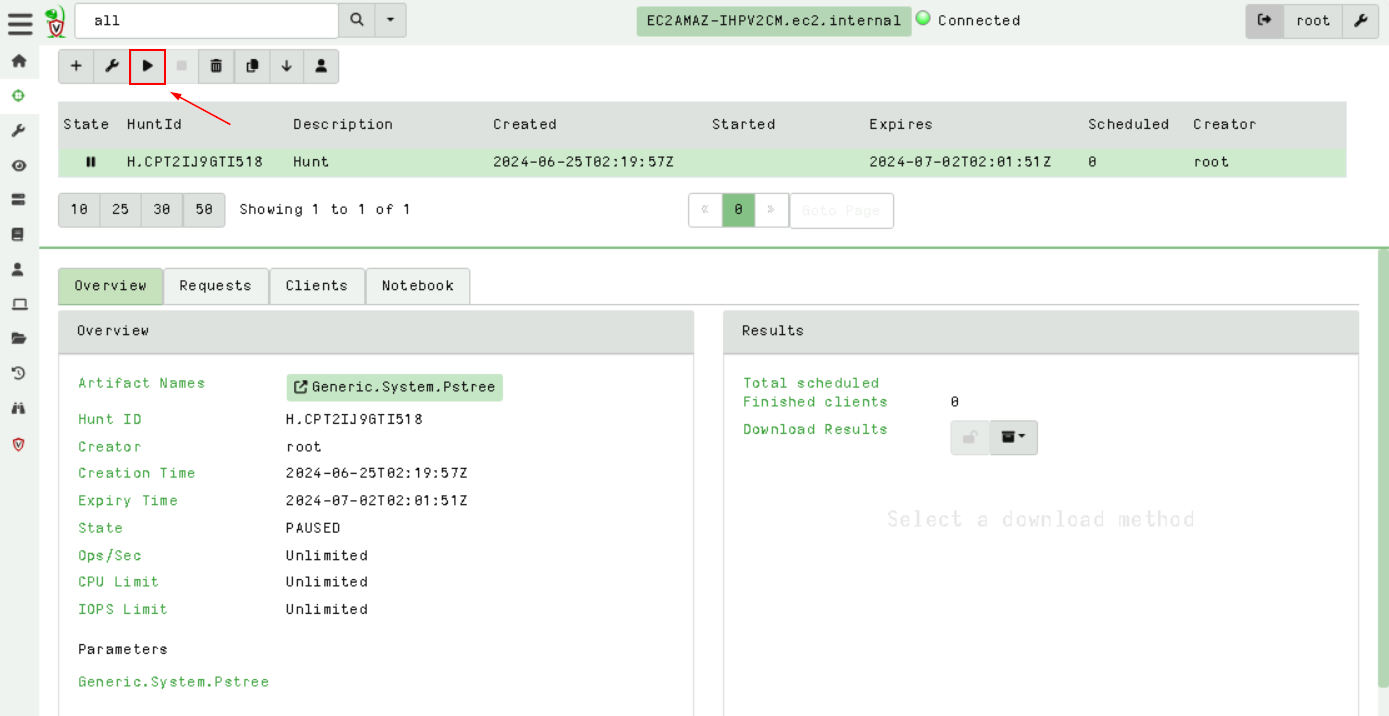 all
EC2AMAZ-IHPV2CM.ec2.internal
Connected
root
State HuntId Description Created Started Expires Scheduled Creator
H.CPT2IJ9GTI518 Hunt 2024-06-25T02:19:57Z 2024-07-02T02:01:51Z 0 root
10 25 30 50 Showing 1 to 1 of 1 « 0 » Goto Page
Overview Requests Clients Notebook
Overview
Artifact Names Generic.System.Pstree
Hunt ID H.CPT2IJ9GTI518
Creator root
Creation Time 2024-06-25T02:19:57Z
Expiry Time 2024-07-02T02:01:51Z
State PAUSED
Ops/Sec Unlimited
CPU Limit Unlimited
IOPS Limit Unlimited
Parameters
Generic.System.Pstree
Results
Total scheduled
Finished clients 0
Download Results
Select a download method